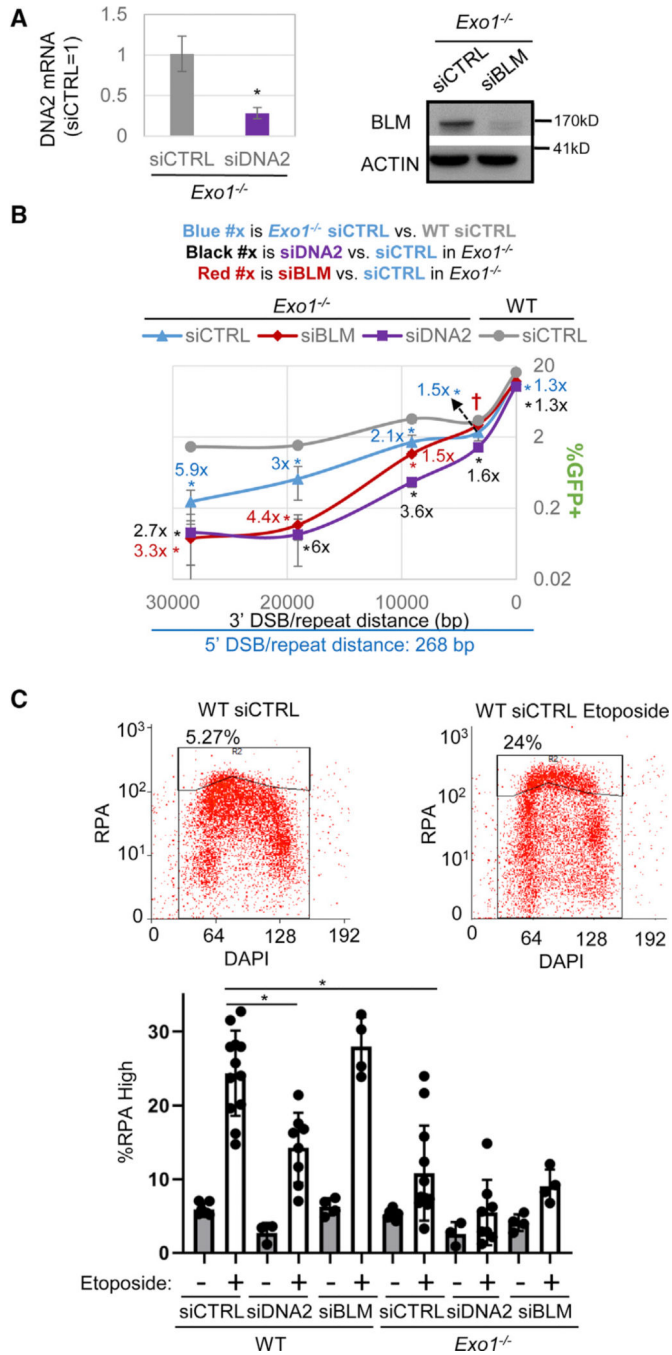 A
DNA2 mRNA
(siCTRL=1)
1.5
1
0.5
0
*
siCTRL siDNA2
Exo1-/-
Exo1-/-
siCTRL
siBLM
BLM
170kD
41kD
ACTIN
B
Blue #x is Exo1-/- siCTRL vs. WT siCTRL
Black #x is siDNA2 vs. siCTRL in Exo1-/-
Red #x is siBLM vs. siCTRL in Exo1-/-
Exo1-/- WT
siCTRL siBLM siDNA2 siCTRL
20
2
0.2
0.02
%GFP+
1.5x *
†
* 1.3x
* 1.3x
2.1x *
3x *
5.9x
*
* 1.5x
*
1.6x
4.4x *
*
3.6x
2.7x *
3.3x *
*6x
30000 20000 10000 0
3' DSB/repeat distance (bp)
5' DSB/repeat distance: 268 bp
C
WT siCTRL
5.27%
R2
RPA
103
102
101
0
0 64 128 192
DAPI
WT siCTRL Etoposide
24%
R2
RPA
103
102
101
0
0 64 128 192
DAPI
*
*
%RPA High
30
20
10
0
Etoposide: - + - + - + - + - + - +
siCTRL siDNA2 siBLM siCTRL siDNA2 siBLM
WT Exo1-/-